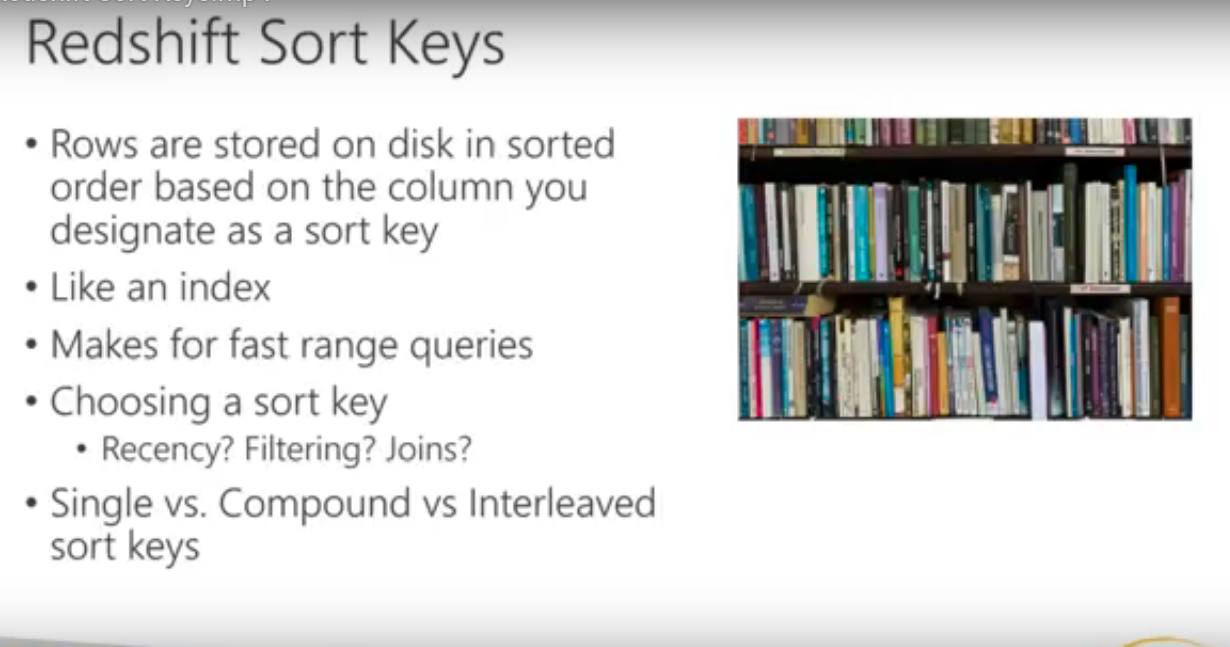 Redshift Sort Keys
• Rows are stored on disk in sorted
order based on the column you
designate as a sort key
• Like an index
• Makes for fast range queries
• Choosing a sort key
• Recency? Filtering? Joins?
• Single vs. Compound vs Interleaved
sort keys